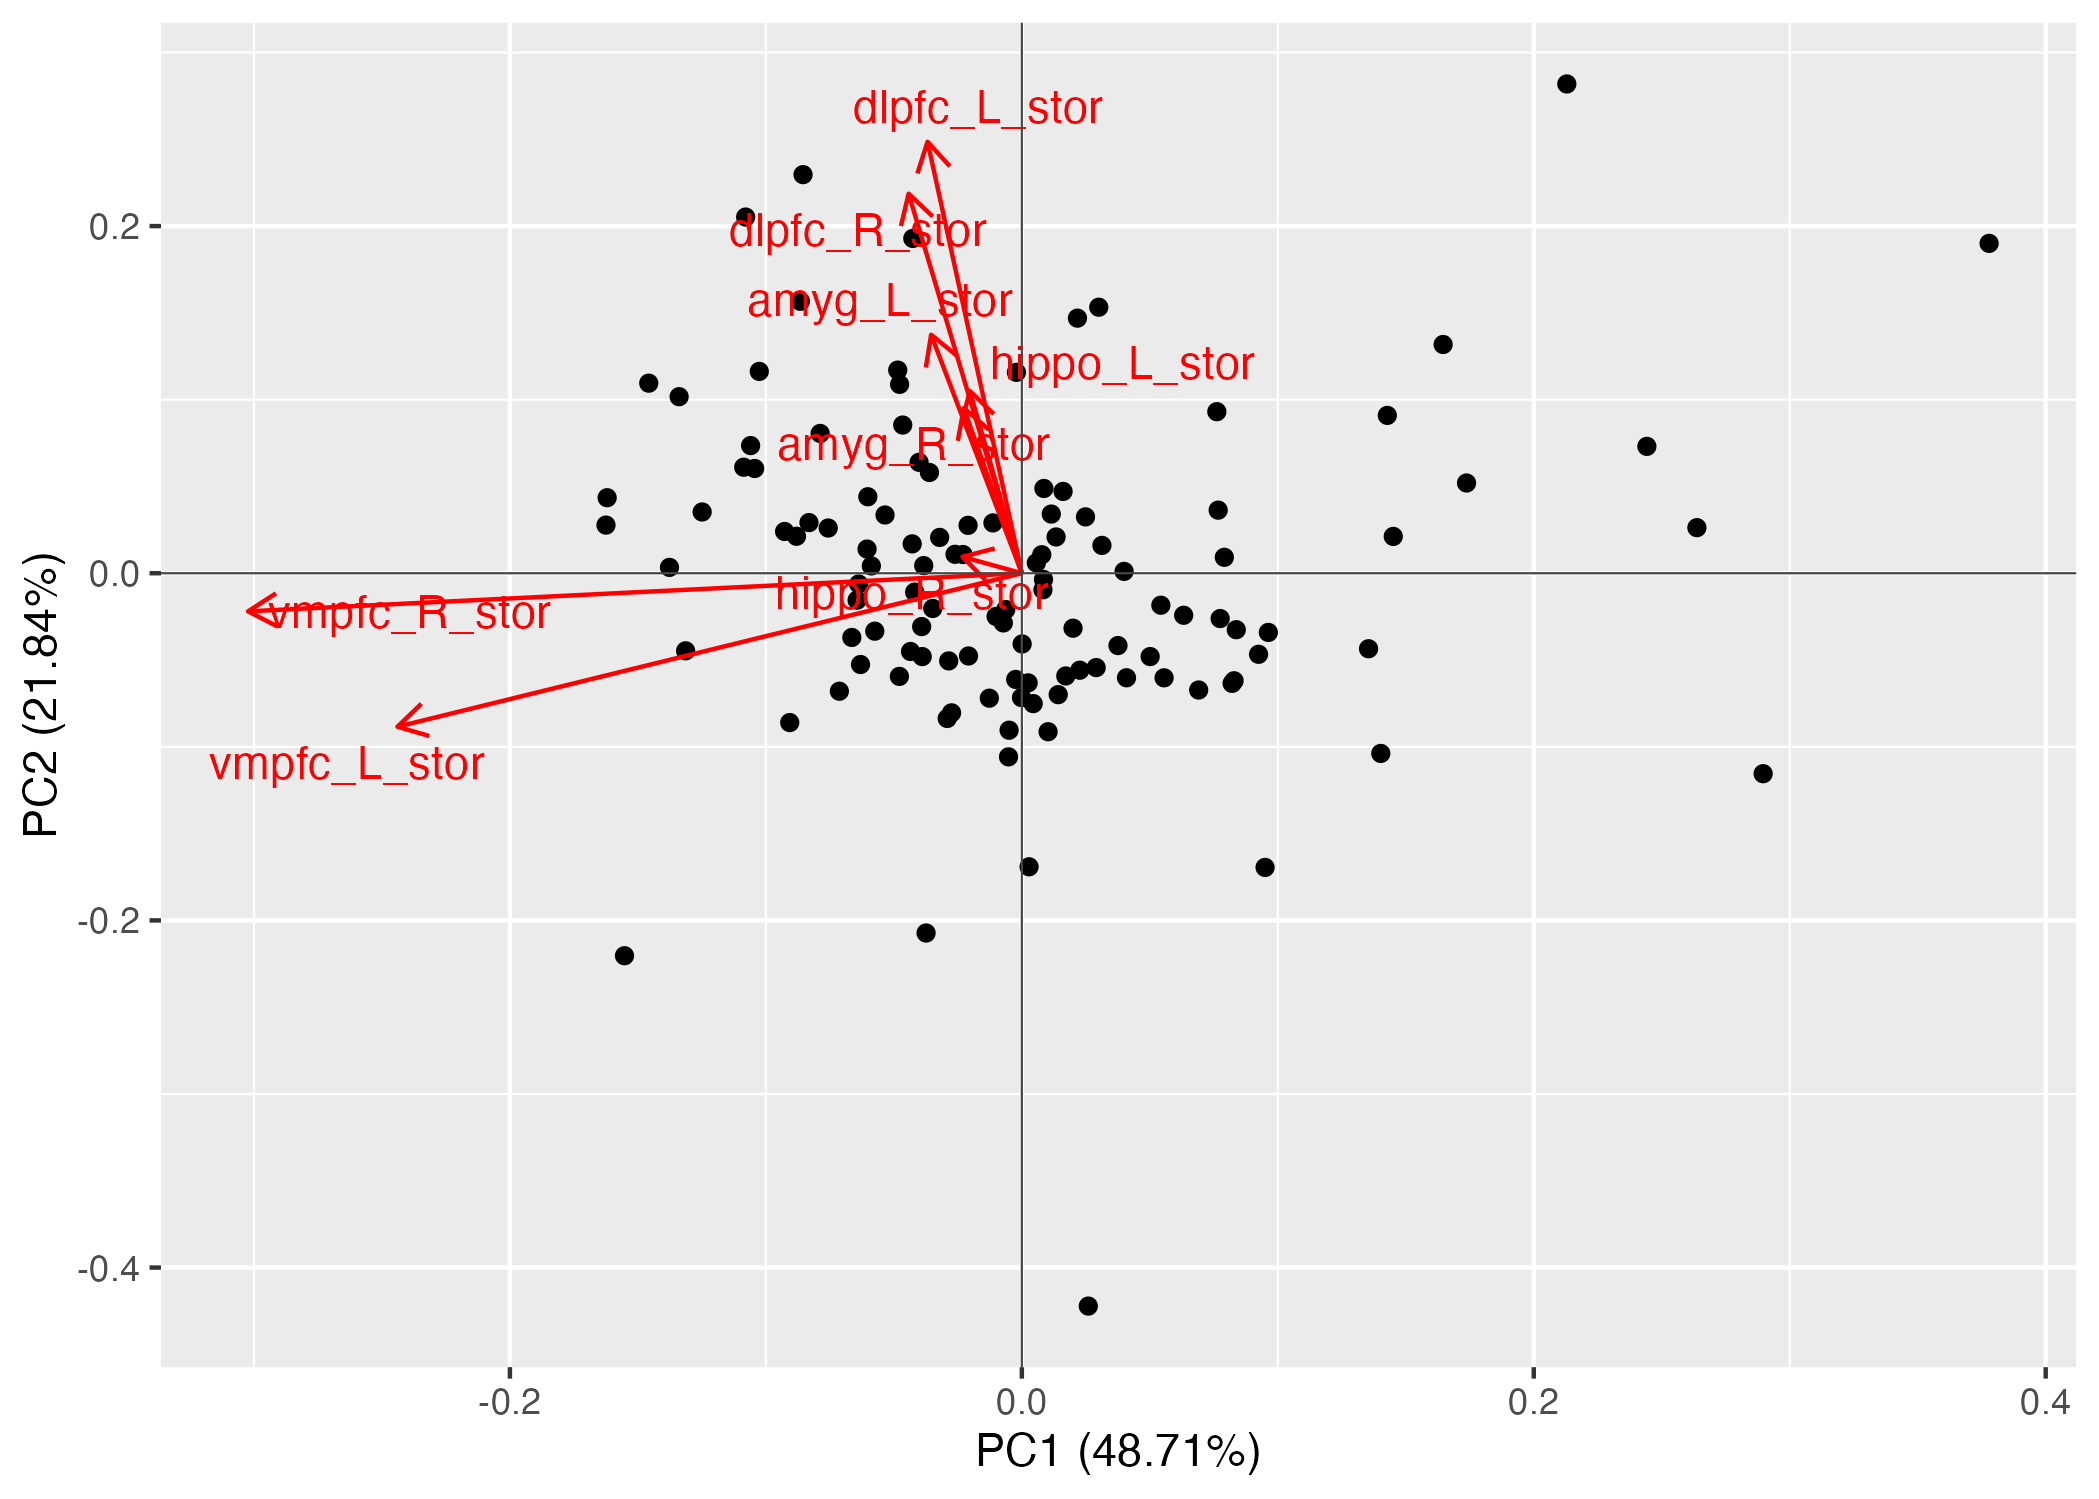 dlpfc_L_stor
dlpfc_R_stor
amyg_L_stor
hippo_L_stor
amyg_R_stor
hippo_R_stor
vmpfc_R_stor
vmpfc_L_stor
0.2
0.0
-0.2
-0.4
PC2 (21.84%)
-0.2
0.0
0.2
0.4
PC1 (48.71%)